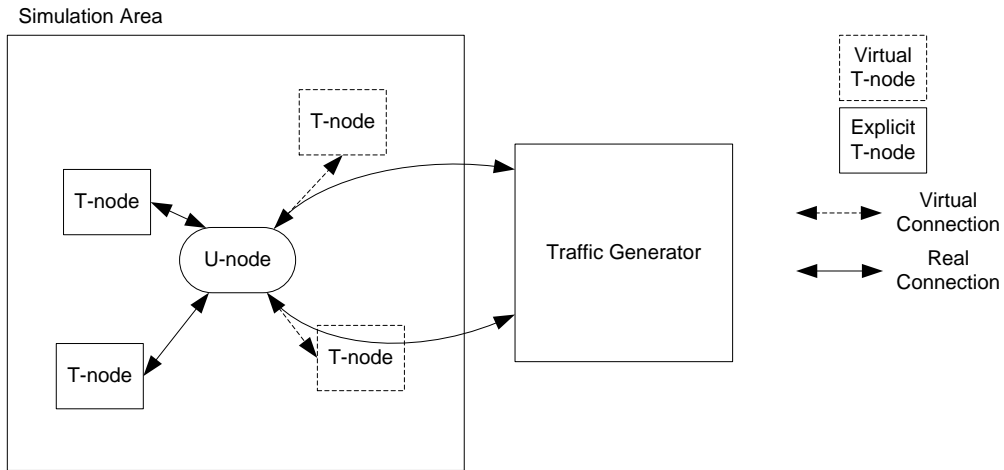 Simulation Area
Virtual
T-node
T-node
Explicit
T-node
T-node
Virtual
Connection
U-node
Traffic Generator
Real
Connection
T-node
T-node